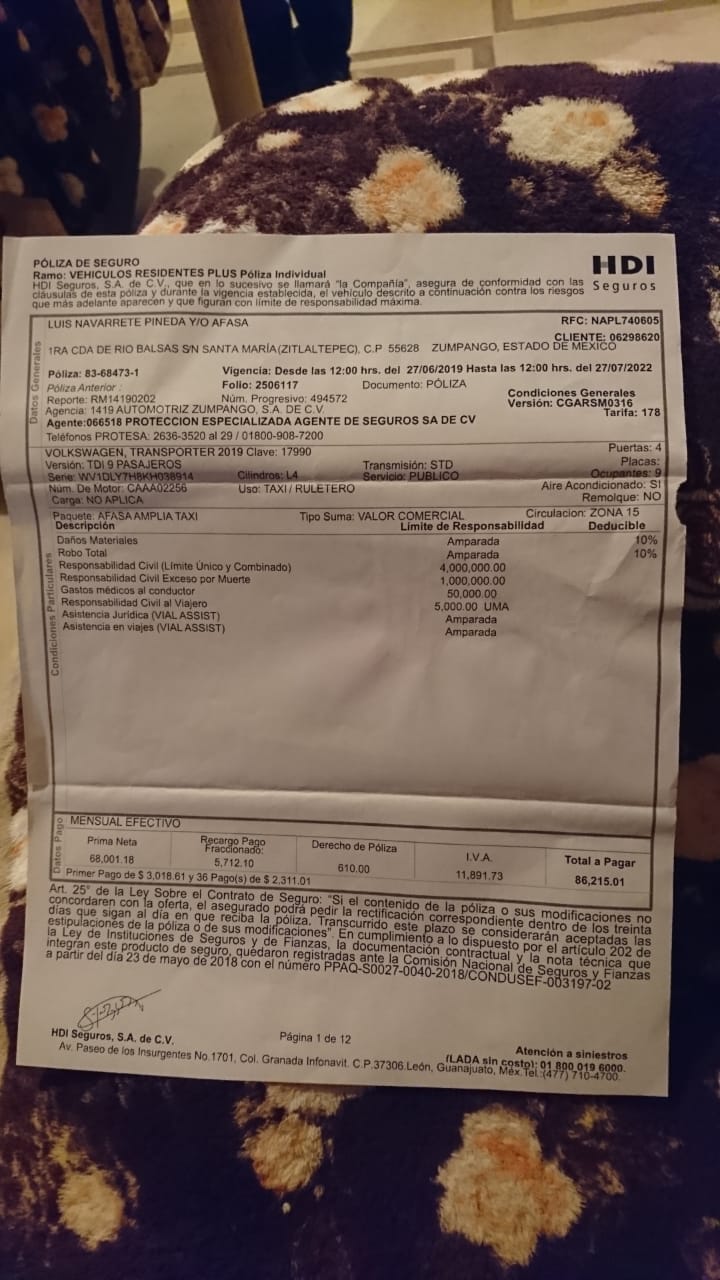 PÓLIZA DE SEGURO
Ramo: VEHICULOS RESIDENTES PLUS Póliza Individual
HDI Seguros, S.A. de C.V., que en lo sucesivo se llamará "la Compañía", asegura de conformidad con las
cláusulas de esta póliza y durante la vigencia establecida, el vehículo descrito a continuación contra los riesgos
que más adelante aparecen y que figuran con límite de responsabilidad máxima.
HDI
Seguros
Datos Generales
LUIS NAVARRETE PINEDA Y/O AFASA
RFC: NAPL740605
CLIENTE: 06298620
1RA CDA DE RIO BALSAS S/N SANTA MARÍA(ZITLALTEPEC), C.P 55628 ZUMPANGO, ESTADO DE MEXICO
Póliza: 83-68473-1 Vigencia: Desde las 12:00 hrs. del 27/06/2019 Hasta las 12:00 hrs. del 27/07/2022
Póliza Anterior : Folio: 2506117 Documento: PÓLIZA Condiciones Generales
Reporte: RM14190202 Núm. Progresivo: 494572 Versión: CGARSM0316
Agencia: 1419 AUTOMOTRIZ ZUMPANGO, S.A. DE C.V. Tarifa: 178
Agente:066518 PROTECCION ESPECIALIZADA AGENTE DE SEGUROS SA DE CV
Teléfonos PROTESA: 2636-3520 al 29 / 01800-908-7200
VOLKSWAGEN, TRANSPORTER 2019 Clave: 17990 Puertas: 4
Versión: TDI 9 PASAJEROS Transmisión: STD Placas:
Serie: WV1DLY7H8KH038914 Cilindros: L4 Servicio: PUBLICO Ocupantes: 9
Núm. De Motor: CAAA02256 Uso: TAXI / RULETERO Aire Acondicionado: SI
Carga: NO APLICA Remolque: NO
Paquete: AFASA AMPLIA TAXI Tipo Suma: VALOR COMERCIAL Circulacion: ZONA 15
Condiciones Particulares
Descripción Límite de Responsabilidad Deducible
Daños Materiales Amparada 10%
Robo Total Amparada 10%
Responsabilidad Civil (Límite Único y Combinado) 4,000,000.00
Responsabilidad Civil Exceso por Muerte 1,000,000.00
Gastos médicos al conductor 50,000.00
Responsabilidad Civil al Viajero 5,000.00 UMA
Asistencia Jurídica (VIAL ASSIST) Amparada
Asistencia en viajes (VIAL ASSIST) Amparada
Datos Pago
MENSUAL EFECTIVO
Prima Neta Recargo Pago Fraccionado: Derecho de Póliza I.V.A. Total a Pagar
68,001.18 5,712.10 610.00 11,891.73 86,215.01
Primer Pago de $ 3,018.61 y 36 Pago(s) de $ 2,311.01
Art. 25° de la Ley Sobre el Contrato de Seguro: "Si el contenido de la póliza o sus modificaciones no
concordaren con la oferta, el asegurado podrá pedir la rectificación correspondiente dentro de los treinta
días que sigan al día en que reciba la póliza. Transcurrido este plazo se considerarán aceptadas las
estipulaciones de la póliza o de sus modificaciones". En cumplimiento a lo dispuesto por el artículo 202 de
la Ley de Instituciones de Seguros y de Fianzas, la documentación contractual y la nota técnica que
integran este producto de seguro, quedaron registradas ante la Comisión Nacional de Seguros y Fianzas
a partir del día 23 de mayo de 2018 con el número PPAQ-S0027-0040-2018/CONDUSEF-003197-02
HDI Seguros, S.A. de C.V. Página 1 de 12 Atención a siniestros
(LADA sin costo): 01 800 019 6000.
Av. Paseo de los Insurgentes No.1701, Col. Granada Infonavit. C.P.37306.León, Guanajuato, Méx.Tel.:(477) 710-4700.